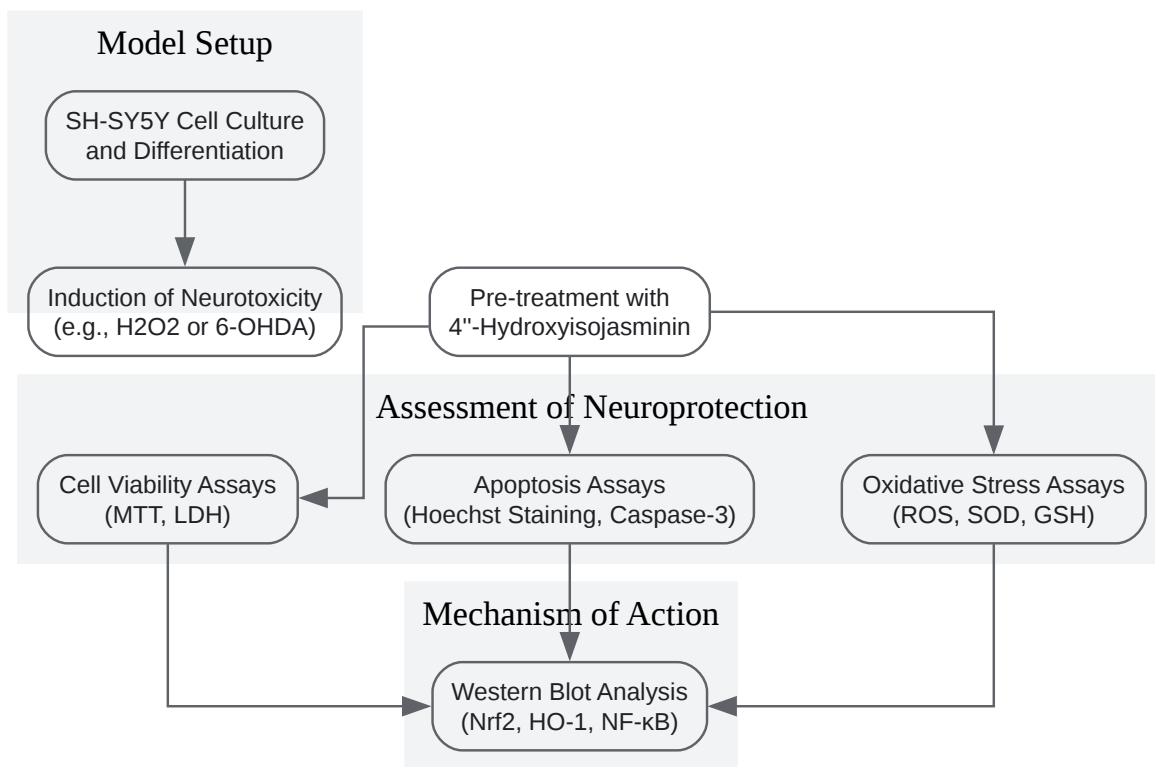 Model Setup
SH-SY5Y Cell Culture
and Differentiation
Induction of Neurotoxicity
(e.g., H2O2 or 6-OHDA)
Pre-treatment with
4''-Hydroxyisojasminin
Assessment of Neuroprotection
Cell Viability Assays
(MTT, LDH)
Apoptosis Assays
(Hoechst Staining, Caspase-3)
Oxidative Stress Assays
(ROS, SOD, GSH)
Mechanism of Action
Western Blot Analysis
(Nrf2, HO-1, NF-κB)